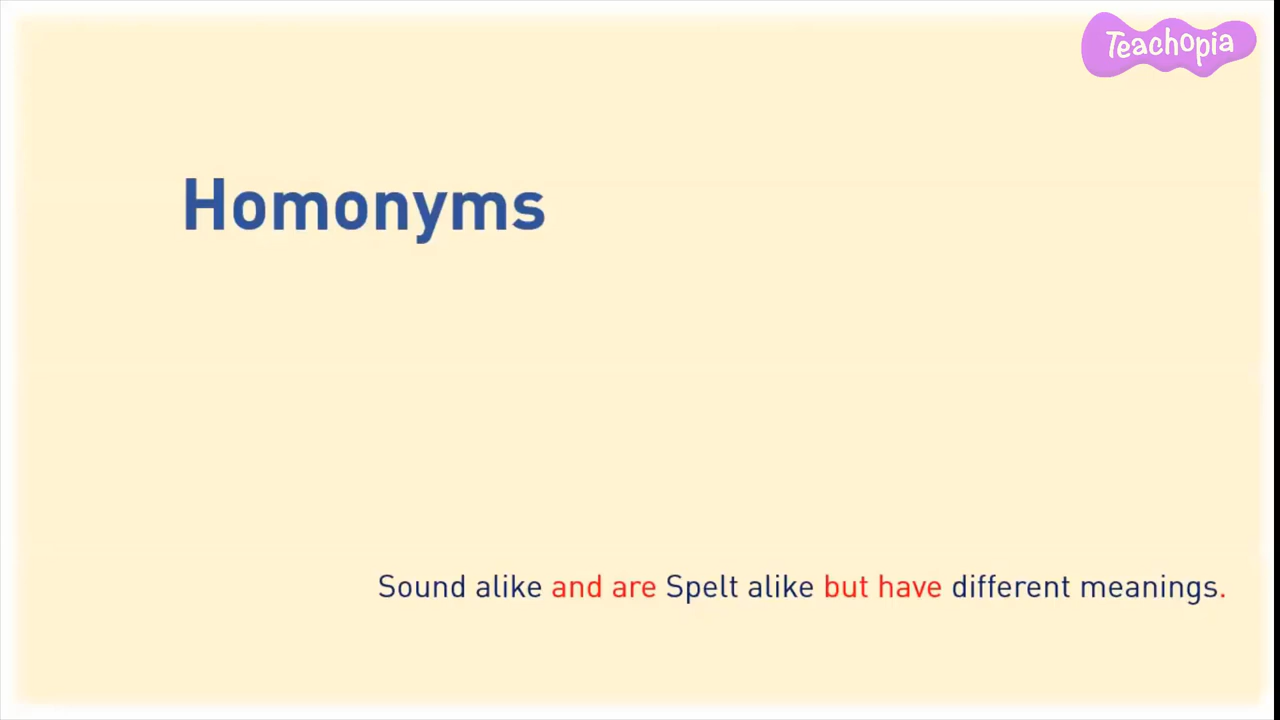 Teachopia
Homonyms
Sound alike and are Spelt alike but have different meanings.